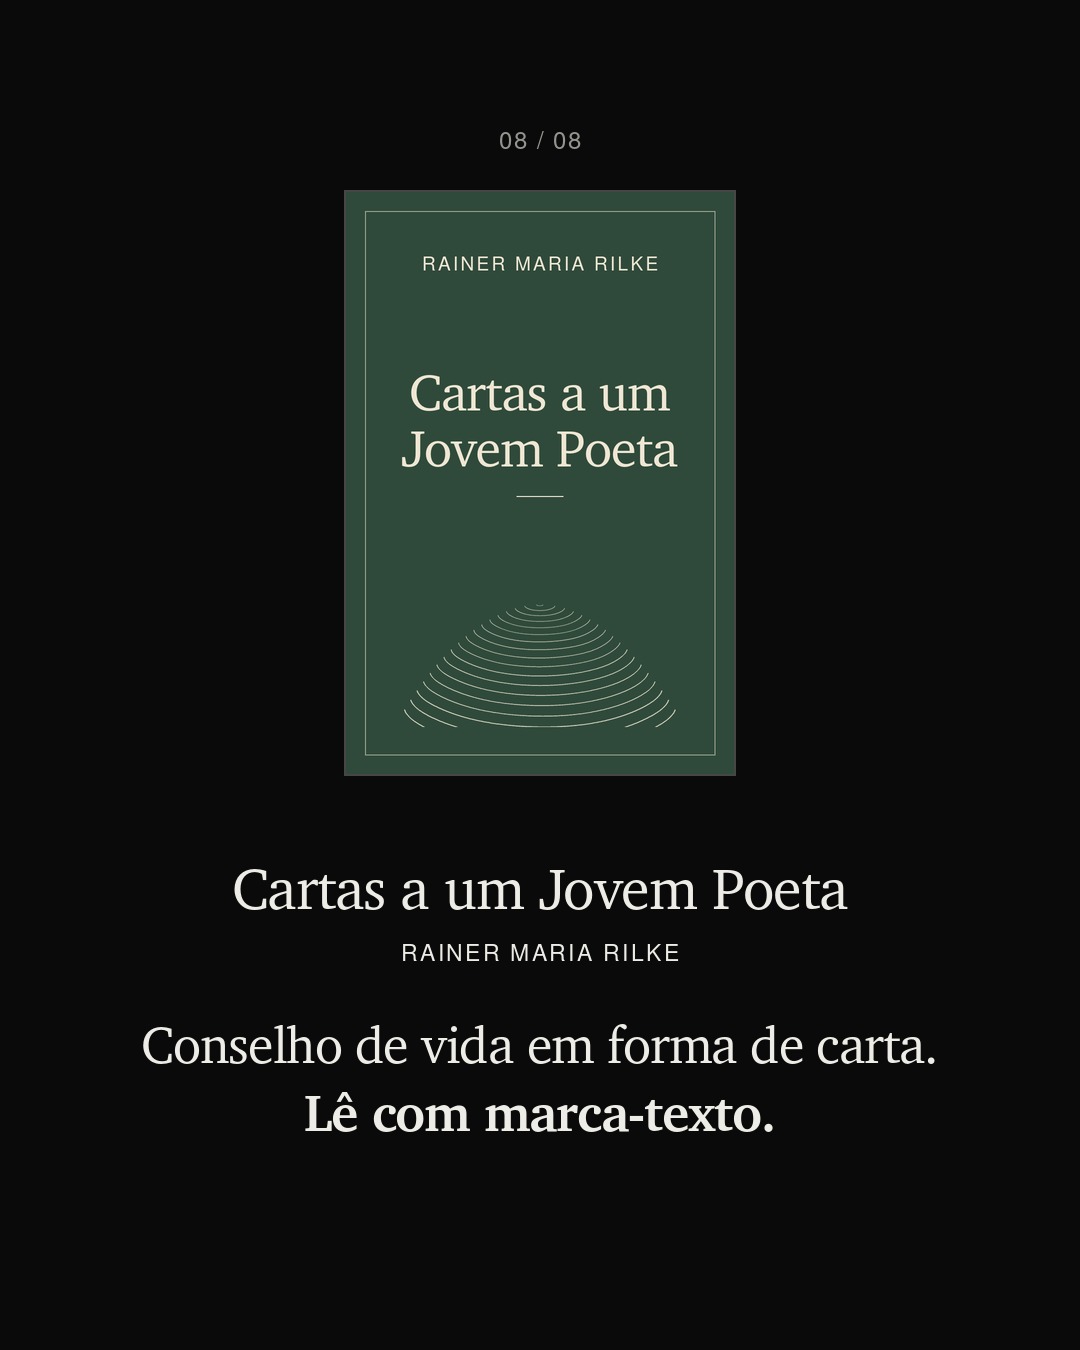 08 / 08
RAINER MARIA RILKE
Cartas a um
Jovem Poeta
Cartas a um Jovem Poeta
RAINER MARIA RILKE
Conselho de vida em forma de carta.
Lê com marca-texto.